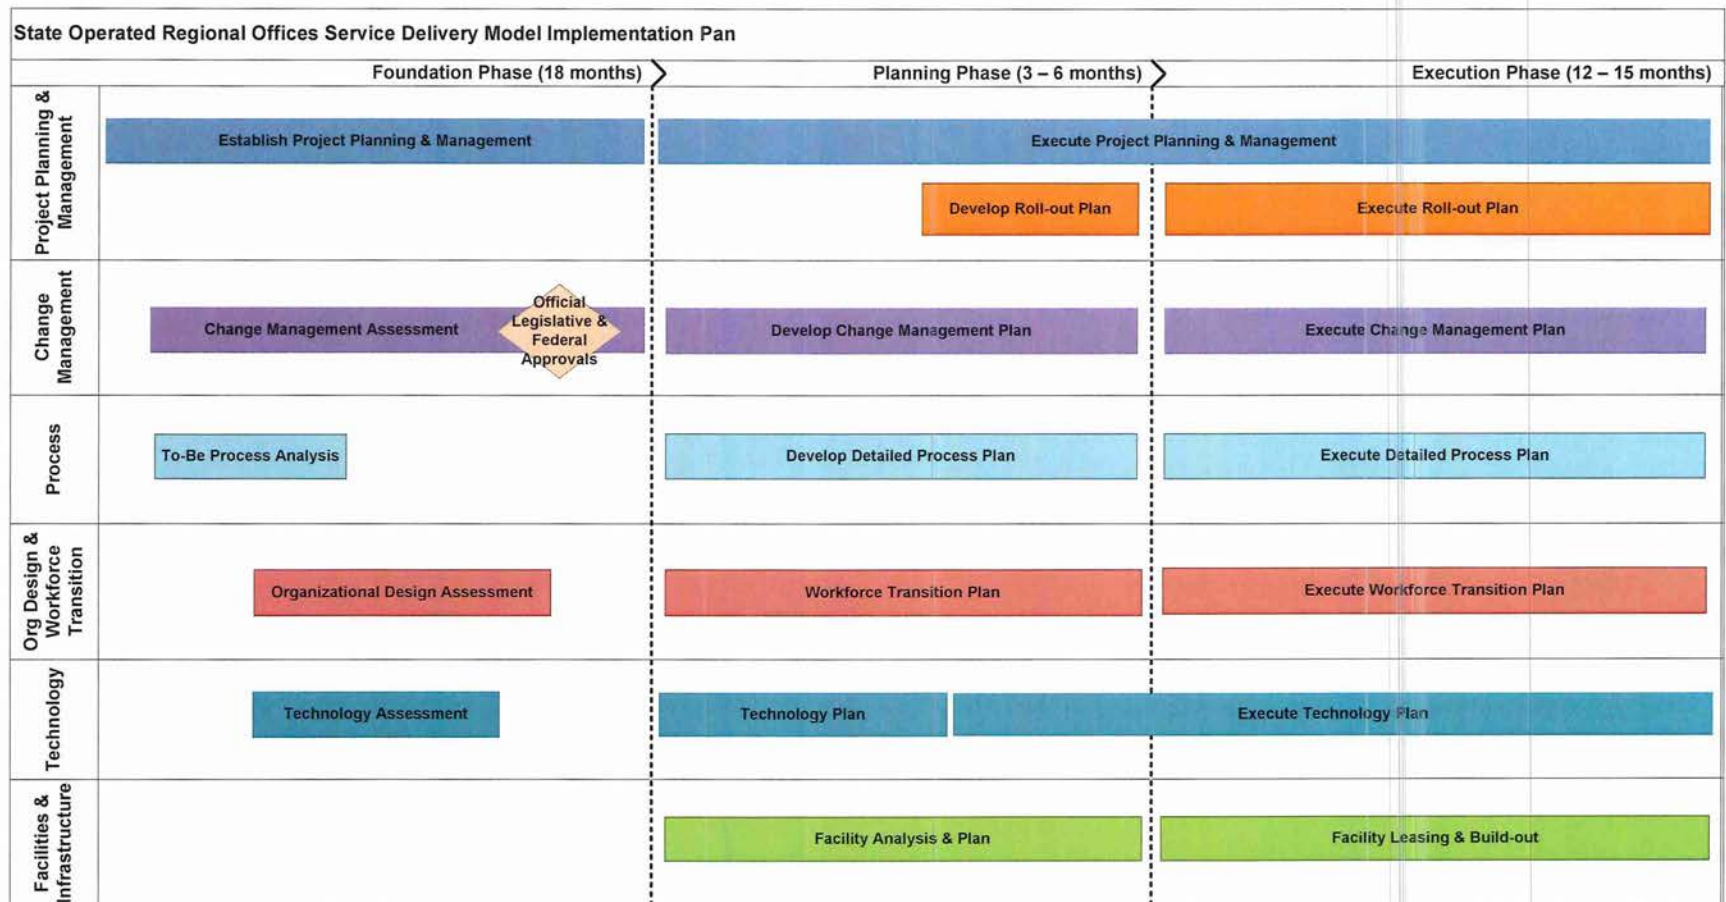 State Operated Regional Offices Service Delivery Model Implementation Pan
Foundation Phase (18 months)
Planning Phase (3 – 6 months)
Execution Phase (12 – 15 months)
Project Planning &
Management
Establish Project Planning & Management
Execute Project Planning & Management
Develop Roll-out Plan
Execute Roll-out Plan
Change
Management
Change Management Assessment
Official
Legislative &
Federal
Approvals
Develop Change Management Plan
Execute Change Management Plan
Process
To-Be Process Analysis
Develop Detailed Process Plan
Execute Detailed Process Plan
Org Design &
Workforce
Transition
Organizational Design Assessment
Workforce Transition Plan
Execute Workforce Transition Plan
Technology
Technology Assessment
Technology Plan
Execute Technology Plan
Facilities &
Infrastructure
Facility Analysis & Plan
Facility Leasing & Build-out